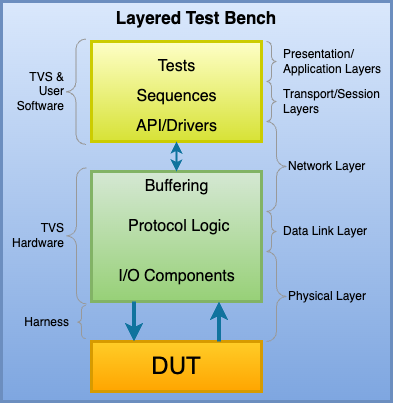 Layered Test Bench
TVS &
User
Software
Tests
Sequences
API/Drivers
Presentation/
Application Layers
Transport/Session
Layers
Network Layer
TVS
Hardware
Buffering
Protocol Logic
I/O Components
Data Link Layer
Physical Layer
Harness
DUT